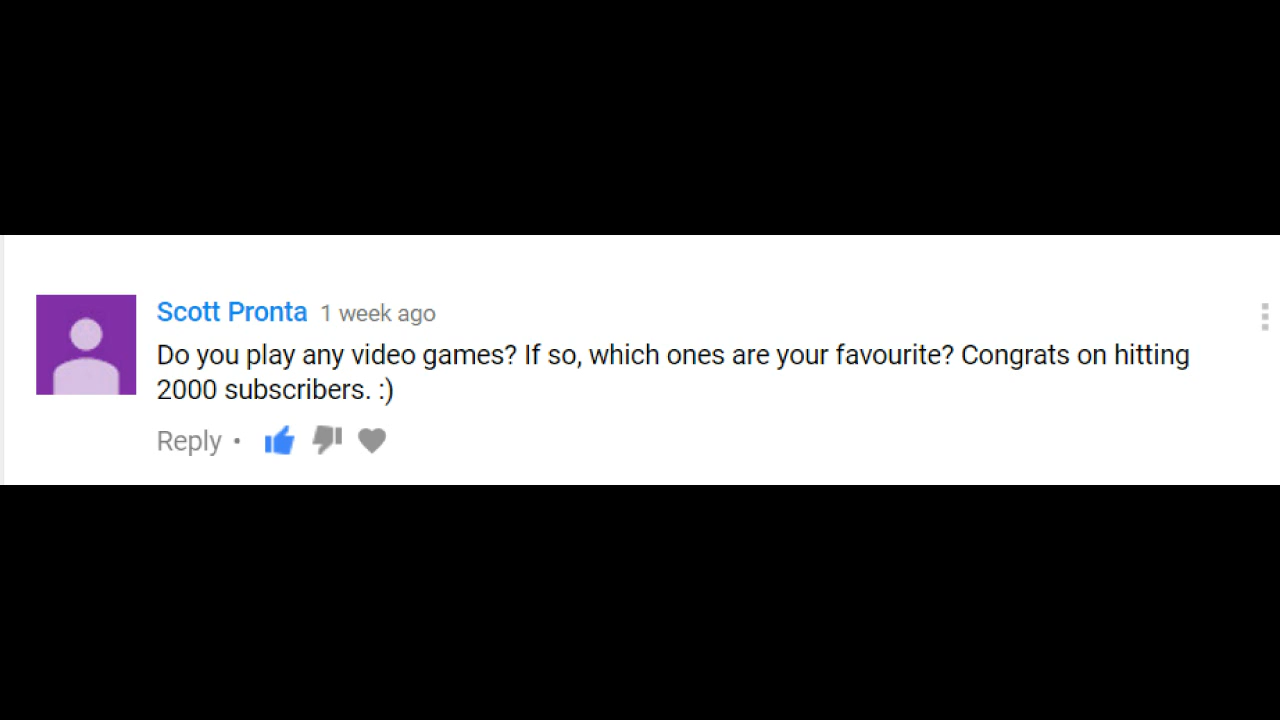 Scott Pronta 1 week ago
Do you play any video games? If so, which ones are your favourite? Congrats on hitting
2000 subscribers. :)
Reply •